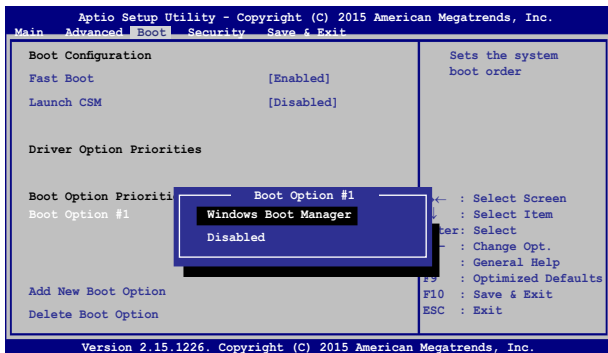 Aptio Setup Utility - Copyright (C) 2015 American Megatrends, Inc.
Main Advanced Boot Security Save & Exit
Boot Configuration
Fast Boot [Enabled]
Launch CSM [Disabled]
Driver Option Priorities
Boot Option Prioriti
Boot Option #1
Boot Option #1
Windows Boot Manager
Disabled
Add New Boot Option
Delete Boot Option
Sets the system
boot order
→← : Select Screen
: Select Item
ter: Select
: Change Opt.
: General Help
F9 : Optimized Defaults
F10 : Save & Exit
ESC : Exit
Version 2.15.1226. Copyright (C) 2015 American Megatrends, Inc.